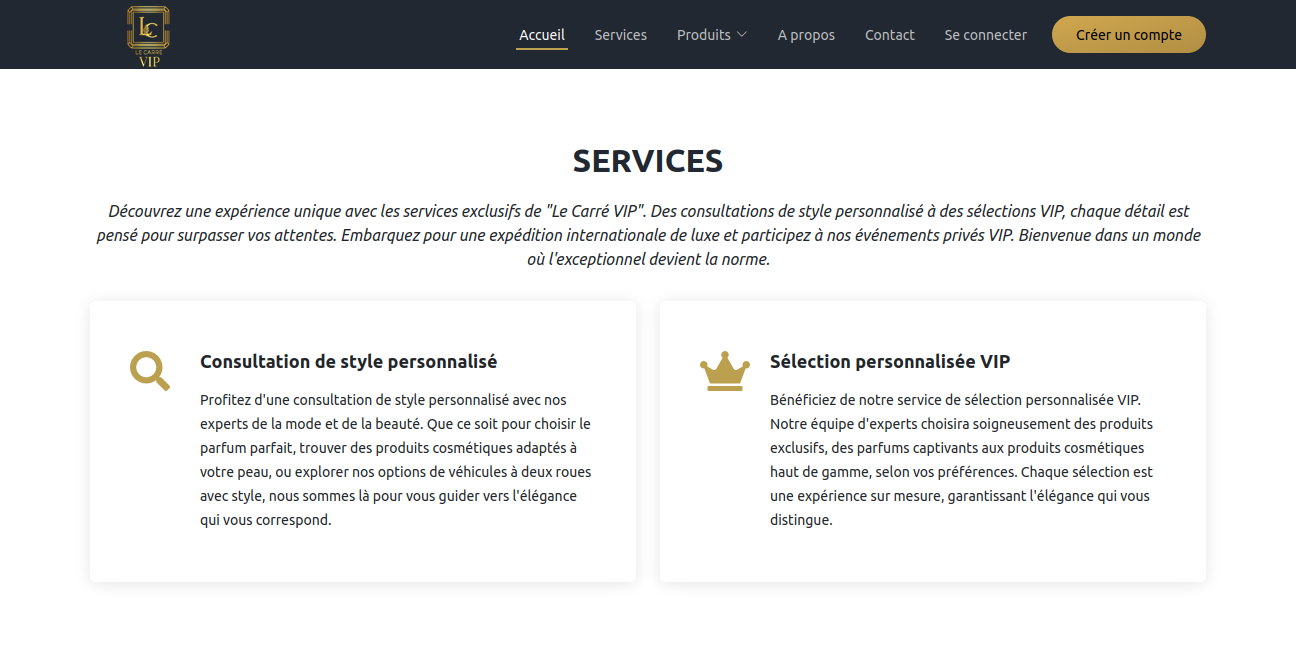 LC
LE CARRE
VIP
Accueil Services Produits A propos Contact Se connecter Créer un compte
SERVICES
Découvrez une expérience unique avec les services exclusifs de "Le Carré VIP". Des consultations de style personnalisé à des sélections VIP, chaque détail est
pensé pour surpasser vos attentes. Embarquez pour une expédition internationale de luxe et participez à nos événements privés VIP. Bienvenue dans un monde
où l'exceptionnel devient la norme.
Consultation de style personnalisé
Profitez d'une consultation de style personnalisé avec nos
experts de la mode et de la beauté. Que ce soit pour choisir le
parfum parfait, trouver des produits cosmétiques adaptés à
votre peau, ou explorer nos options de véhicules à deux roues
avec style, nous sommes là pour vous guider vers l'élégance
qui vous correspond.
Sélection personnalisée VIP
Bénéficiez de notre service de sélection personnalisée VIP.
Notre équipe d'experts choisira soigneusement des produits
exclusifs, des parfums captivants aux produits cosmétiques
haut de gamme, selon vos préférences. Chaque sélection est
une expérience sur mesure, garantissant l'élégance qui vous
distingue.